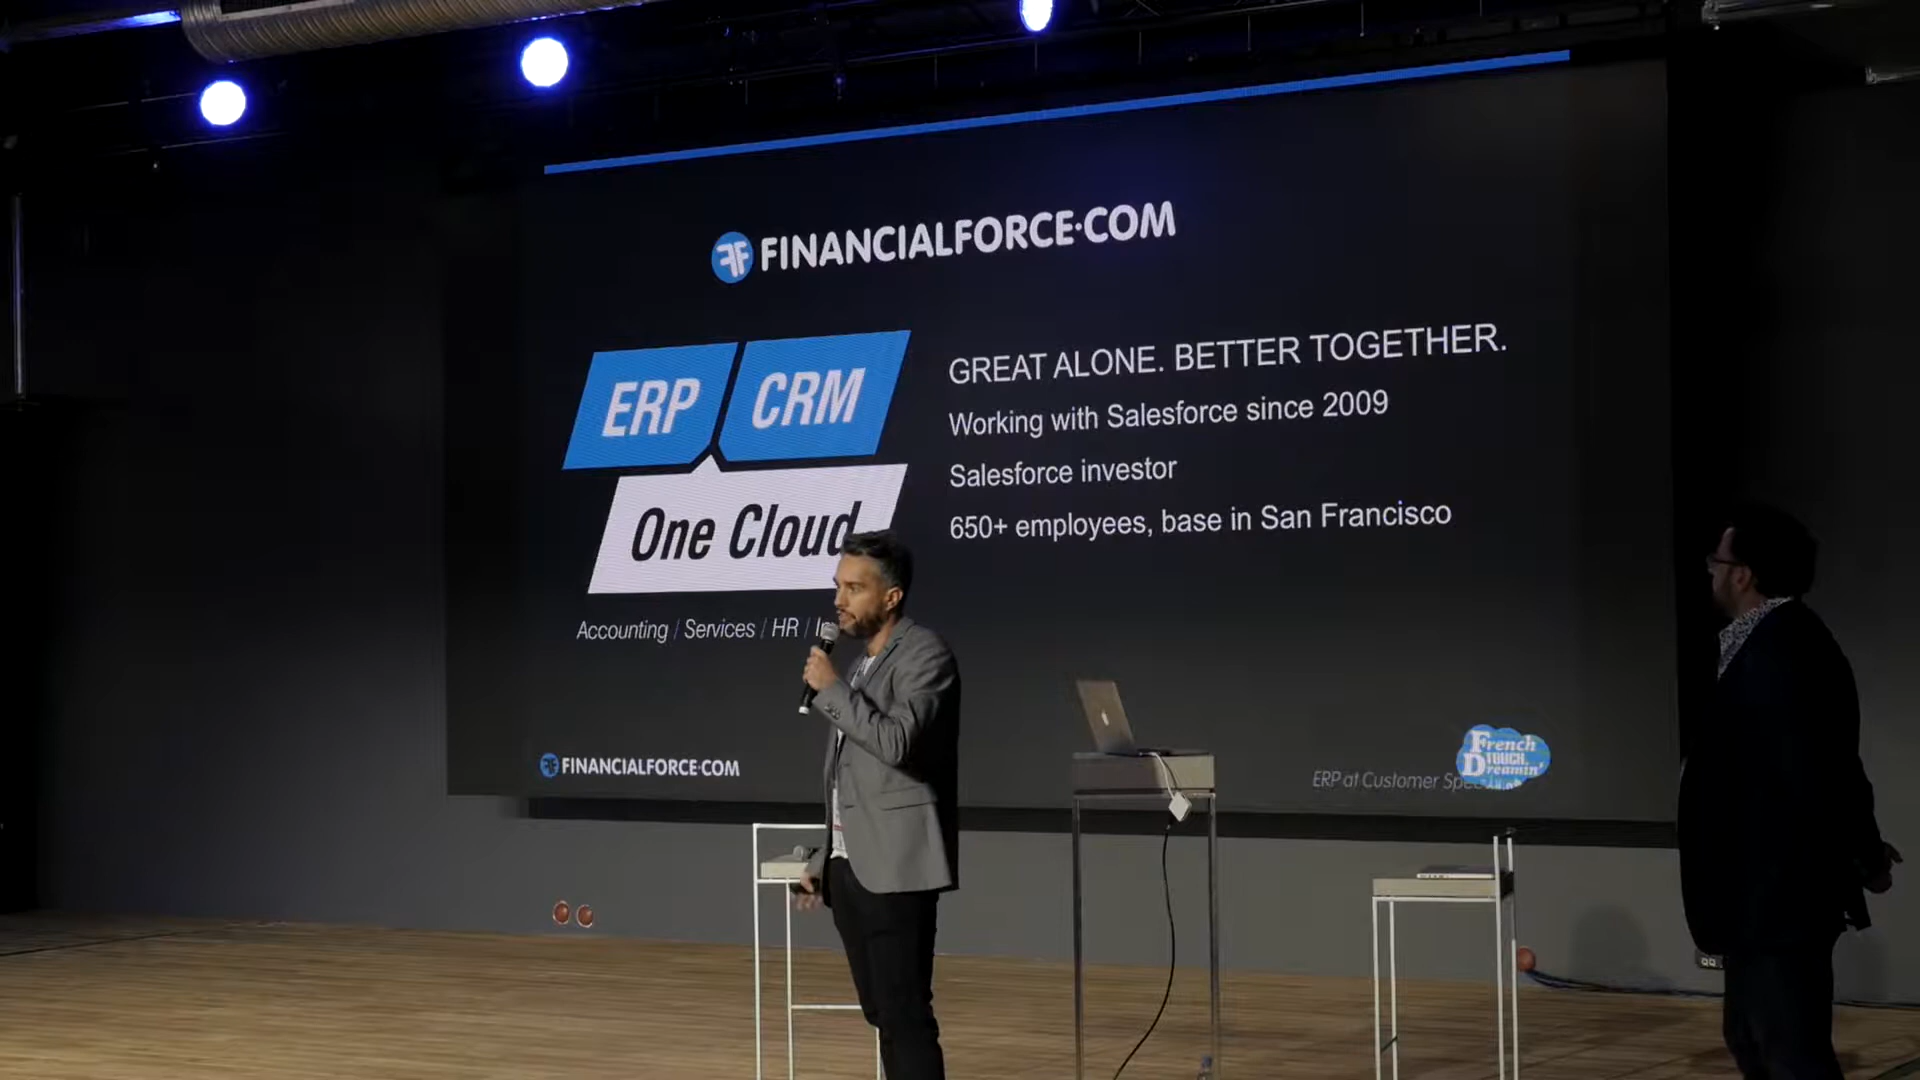 FINANCIALFORCE.COM
ERP CRM
One Cloud
Accounting / Services / HR /
GREAT ALONE. BETTER TOGETHER.
Working with Salesforce since 2009
Salesforce investor
650+ employees, base in San Francisco
FINANCIALFORCE.COM
ERP at Customer
French
Touch
Dreamin'